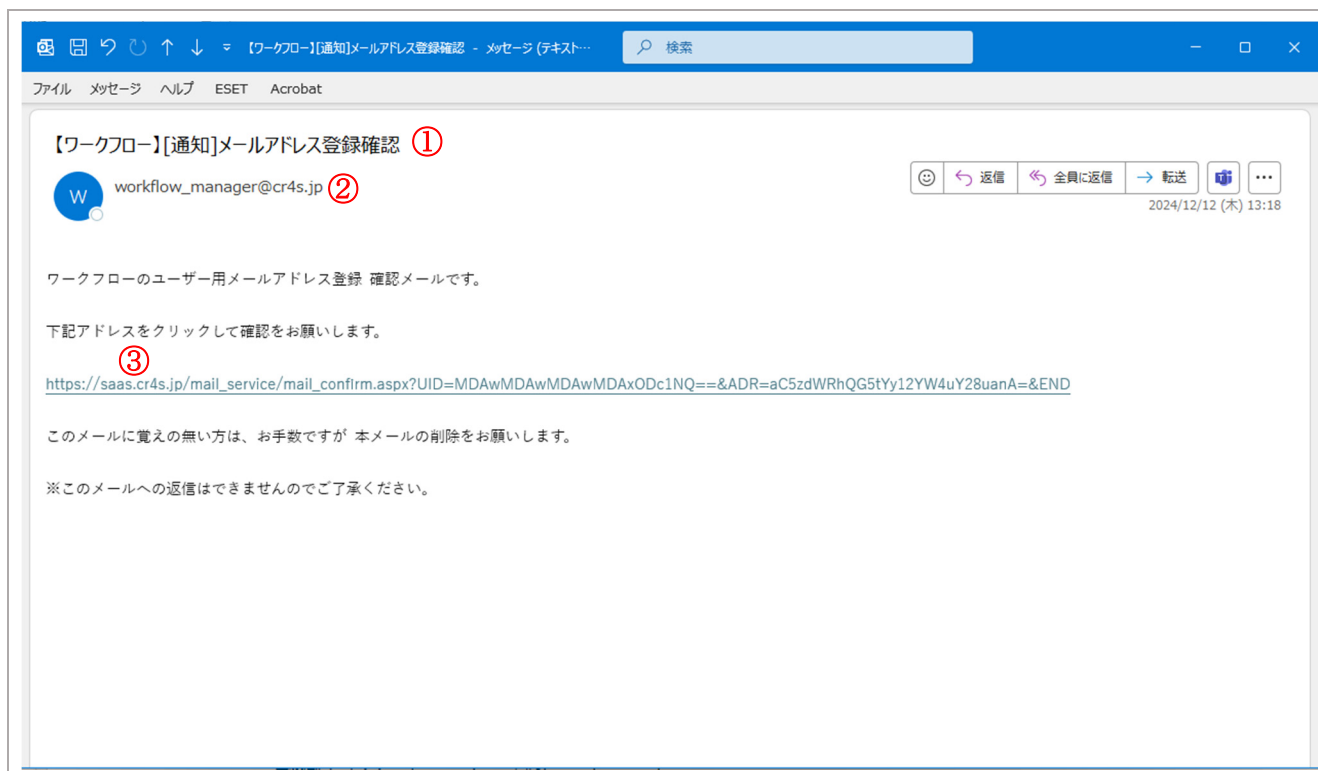 【ワークフロー】[通知]メールアドレス登録確認 - メッセージ (テキスト… 検索
ファイル メッセージ ヘルプ ESET Acrobat
【ワークフロー】[通知]メールアドレス登録確認 ①
W workflow_manager@cr4s.jp ②
返信 全員に返信 転送
2024/12/12 (木) 13:18
ワークフローのユーザー用メールアドレス登録 確認メールです。
下記アドレスをクリックして確認をお願いします。
③
https://saas.cr4s.jp/mail_service/mail_confirm.aspx?UID=MDAwMDAwMDAwMDAxODc1NQ==&ADR=aC5zdWRhQG5tYy12YW4uY28uanA=&END
このメールに覚えの無い方は、お手数ですが 本メールの削除をお願いします。
※このメールへの返信はできませんのでご了承ください。